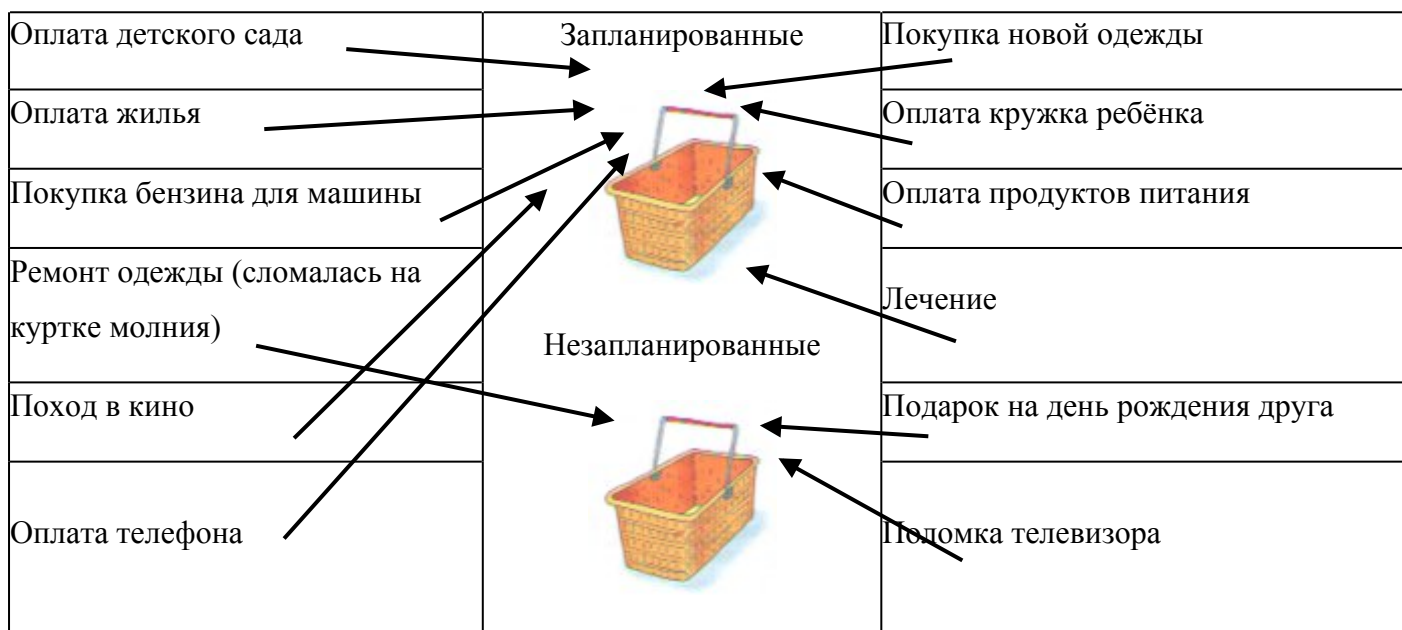 Оплата детского сада
Запланированные
Покупка новой одежды
Оплата жилья
Оплата кружка ребёнка
Покупка бензина для машины
Оплата продуктов питания
Ремонт одежды (сломалась на
куртке молния)
Лечение
Незапланированные
Поход в кино
Подарок на день рождения друга
Оплата телефона
Поломка телевизора